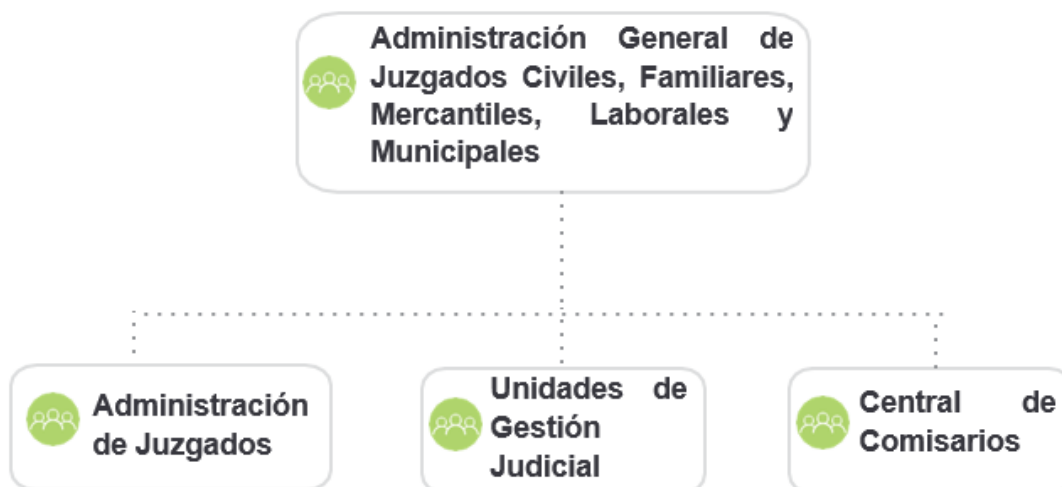 Administración General de
Juzgados Civiles, Familiares,
Mercantiles, Laborales y
Municipales
Administración
de Juzgados
Unidades de
Gestión
Judicial
Central de
Comisarios